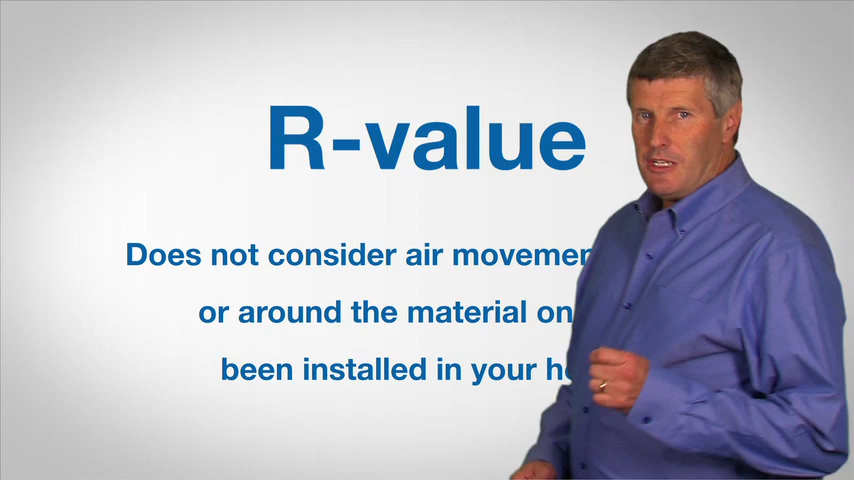 R-value
Does not consider air
or around the material
been installed in your